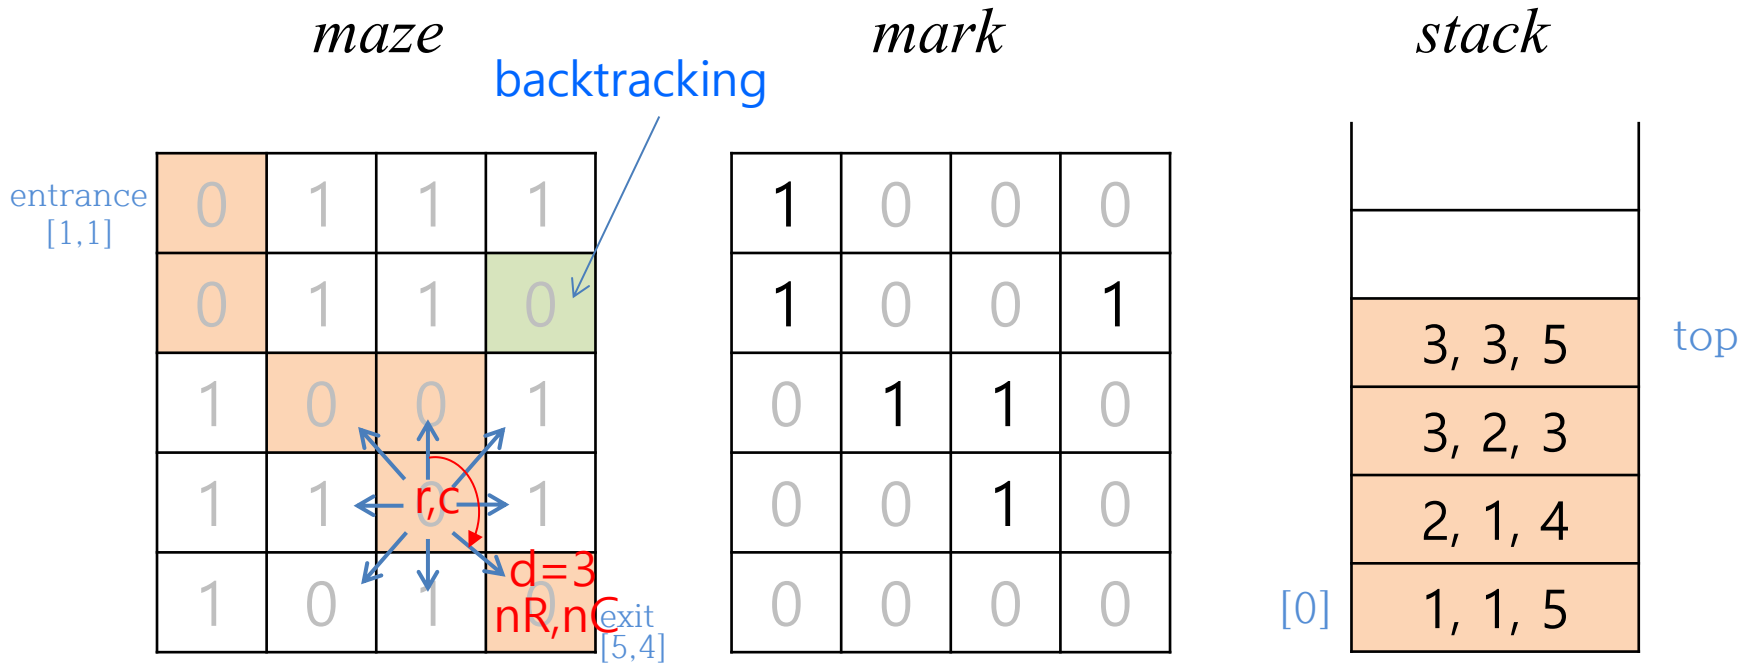 maze mark stack
backtracking
entrance
[1,1]
0 1 1 1
0 1 1 0
1 0 0 1
1 1 0 1
r,c
1 0 1 0
d=3
nR,nC
exit
[5,4]
1 0 0 0
1 0 0 1
0 1 1 0
0 0 1 0
0 0 0 0
3, 3, 5
top
3, 2, 3
2, 1, 4
[0]
1, 1, 5